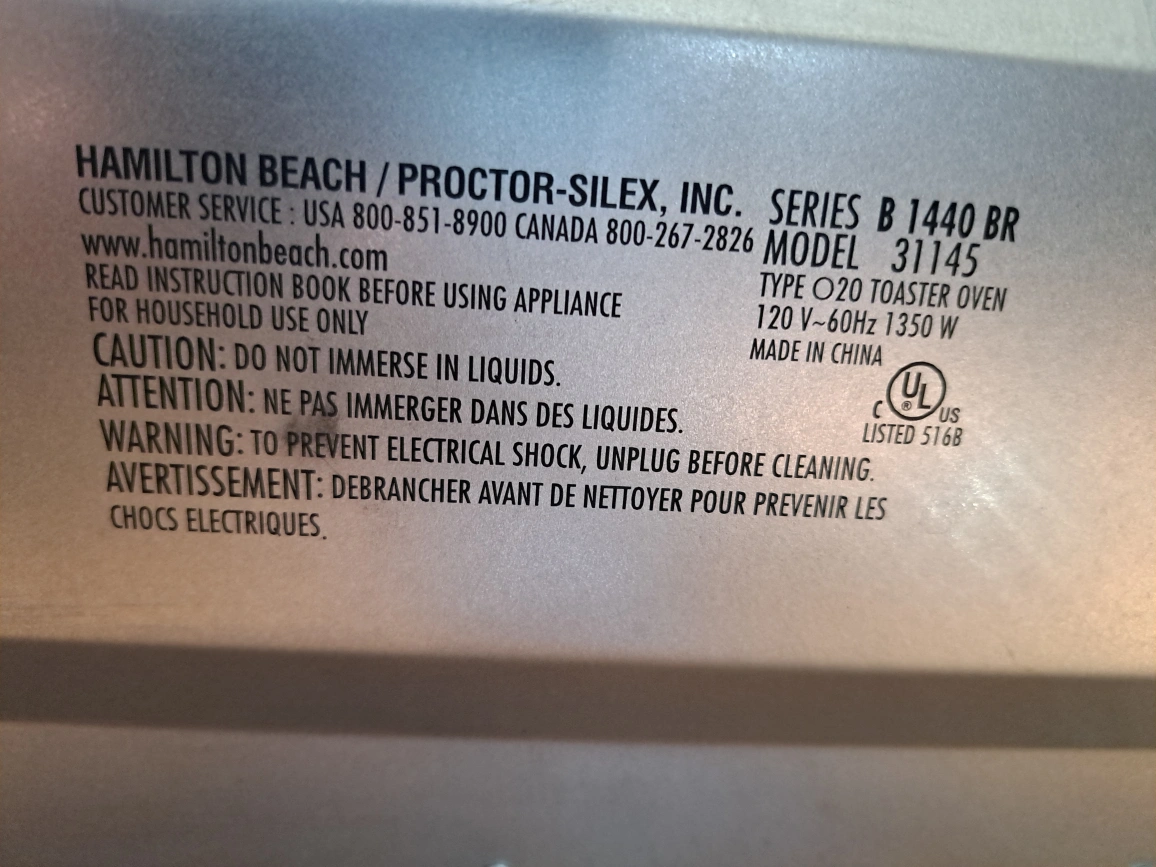 HAMILTON BEACH / PROCTOR-SILEX, INC.
CUSTOMER SERVICE : USA 800-851-8900 CANADA 800-267-2826
www.hamiltonbeach.com
READ INSTRUCTION BOOK BEFORE USING APPLIANCE
FOR HOUSEHOLD USE ONLY
CAUTION: DO NOT IMMERSE IN LIQUIDS.
ATTENTION: NE PAS IMMERGER DANS DES LIQUIDES.
WARNING: TO PREVENT ELECTRICAL SHOCK, UNPLUG BEFORE CLEANING.
AVERTISSEMENT: DEBRANCHER AVANT DE NETTOYER POUR PREVENIR LES
CHOCS ELECTRIQUES.
SERIES B 1440 BR
MODEL 31145
TYPE O20 TOASTER OVEN
120 V~60Hz 1350 W
MADE IN CHINA
C UL ® US
LISTED 516B